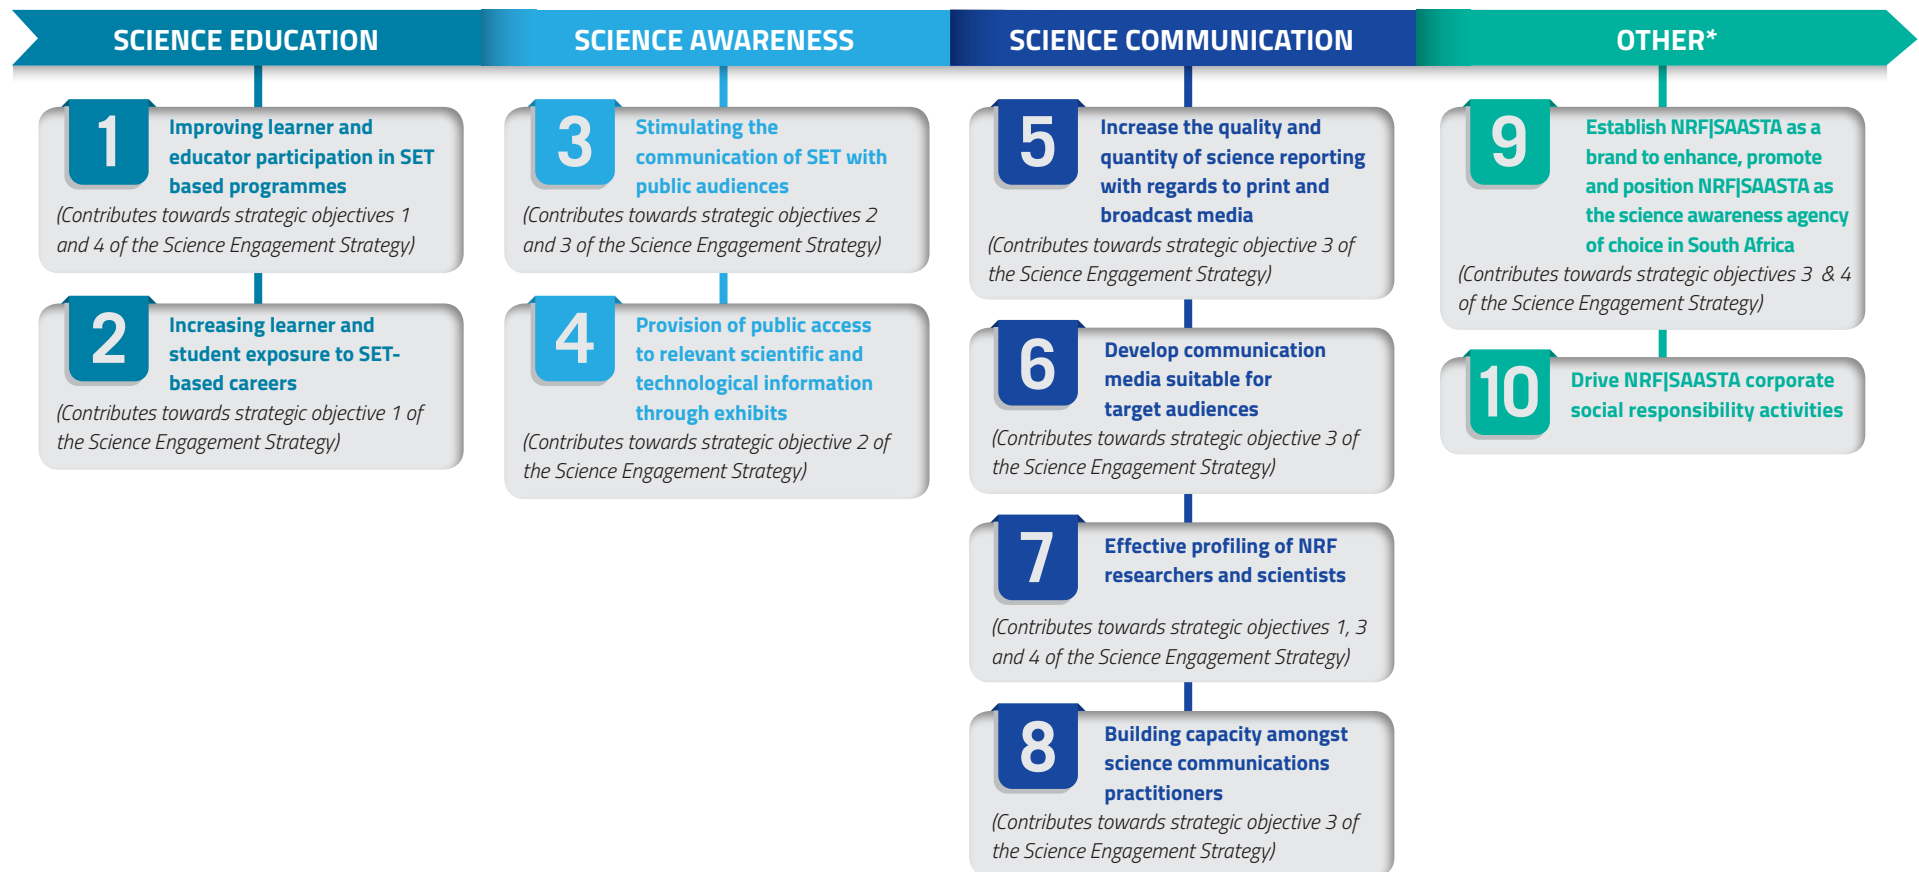 SCIENCE EDUCATION
SCIENCE AWARENESS
SCIENCE COMMUNICATION
OTHER*
1
Improving learner and
educator participation in SET
based programmes
(Contributes towards strategic objectives 1
and 4 of the Science Engagement Strategy)
2
Increasing learner and
student exposure to SET-
based careers
(Contributes towards strategic objective 1 of
the Science Engagement Strategy)
3
Stimulating the
communication of SET with
public audiences
(Contributes towards strategic objectives 2
and 3 of the Science Engagement Strategy)
4
Provision of public access
to relevant scientific and
technological information
through exhibits
(Contributes towards strategic objective 2 of
the Science Engagement Strategy)
5
Increase the quality and
quantity of science reporting
with regards to print and
broadcast media
(Contributes towards strategic objective 3 of
the Science Engagement Strategy)
6
Develop communication
media suitable for
target audiences
(Contributes towards strategic objective 3 of
the Science Engagement Strategy)
7
Effective profiling of NRF
researchers and scientists
(Contributes towards strategic objectives 1, 3
and 4 of the Science Engagement Strategy)
8
Building capacity amongst
science communications
practitioners
(Contributes towards strategic objective 3 of
the Science Engagement Strategy)
9
Establish NRF|SAASTA as a
brand to enhance, promote
and position NRF|SAASTA as
the science awareness agency
of choice in South Africa
(Contributes towards strategic objectives 3 & 4
of the Science Engagement Strategy)
10
Drive NRF|SAASTA corporate
social responsibility activities